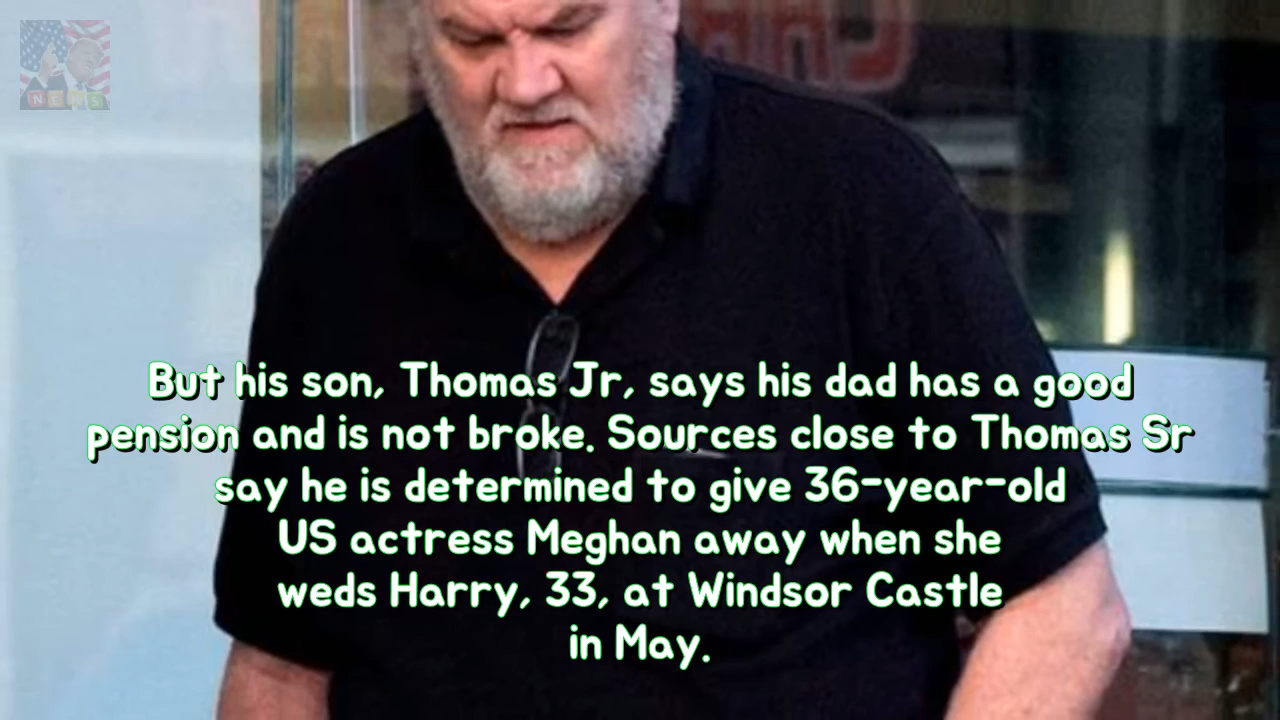 NEWS
But his son, Thomas Jr, says his dad has a good
pension and is not broke. Sources close to Thomas Sr
say he is determined to give 36-year-old
US actress Meghan away when she
weds Harry, 33, at Windsor Castle
in May.